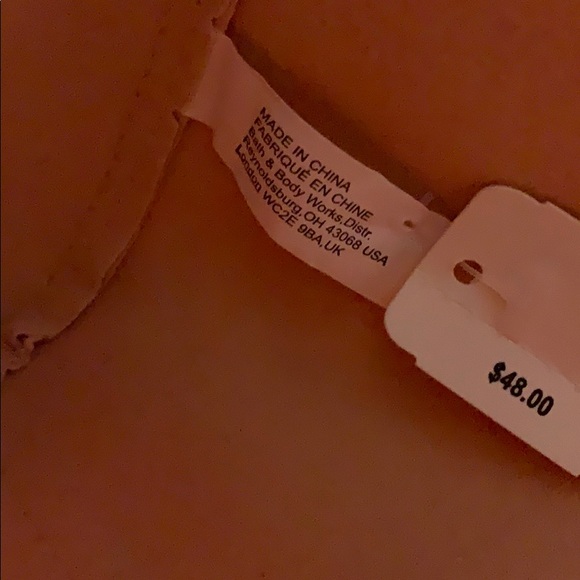 MADE IN CHINA
FABRIQUÉ EN CHINE
Bath & Body Works,Distr.
Reynoldsburg,OH 43068 USA
London WC2E 9BA,UK
$48.00